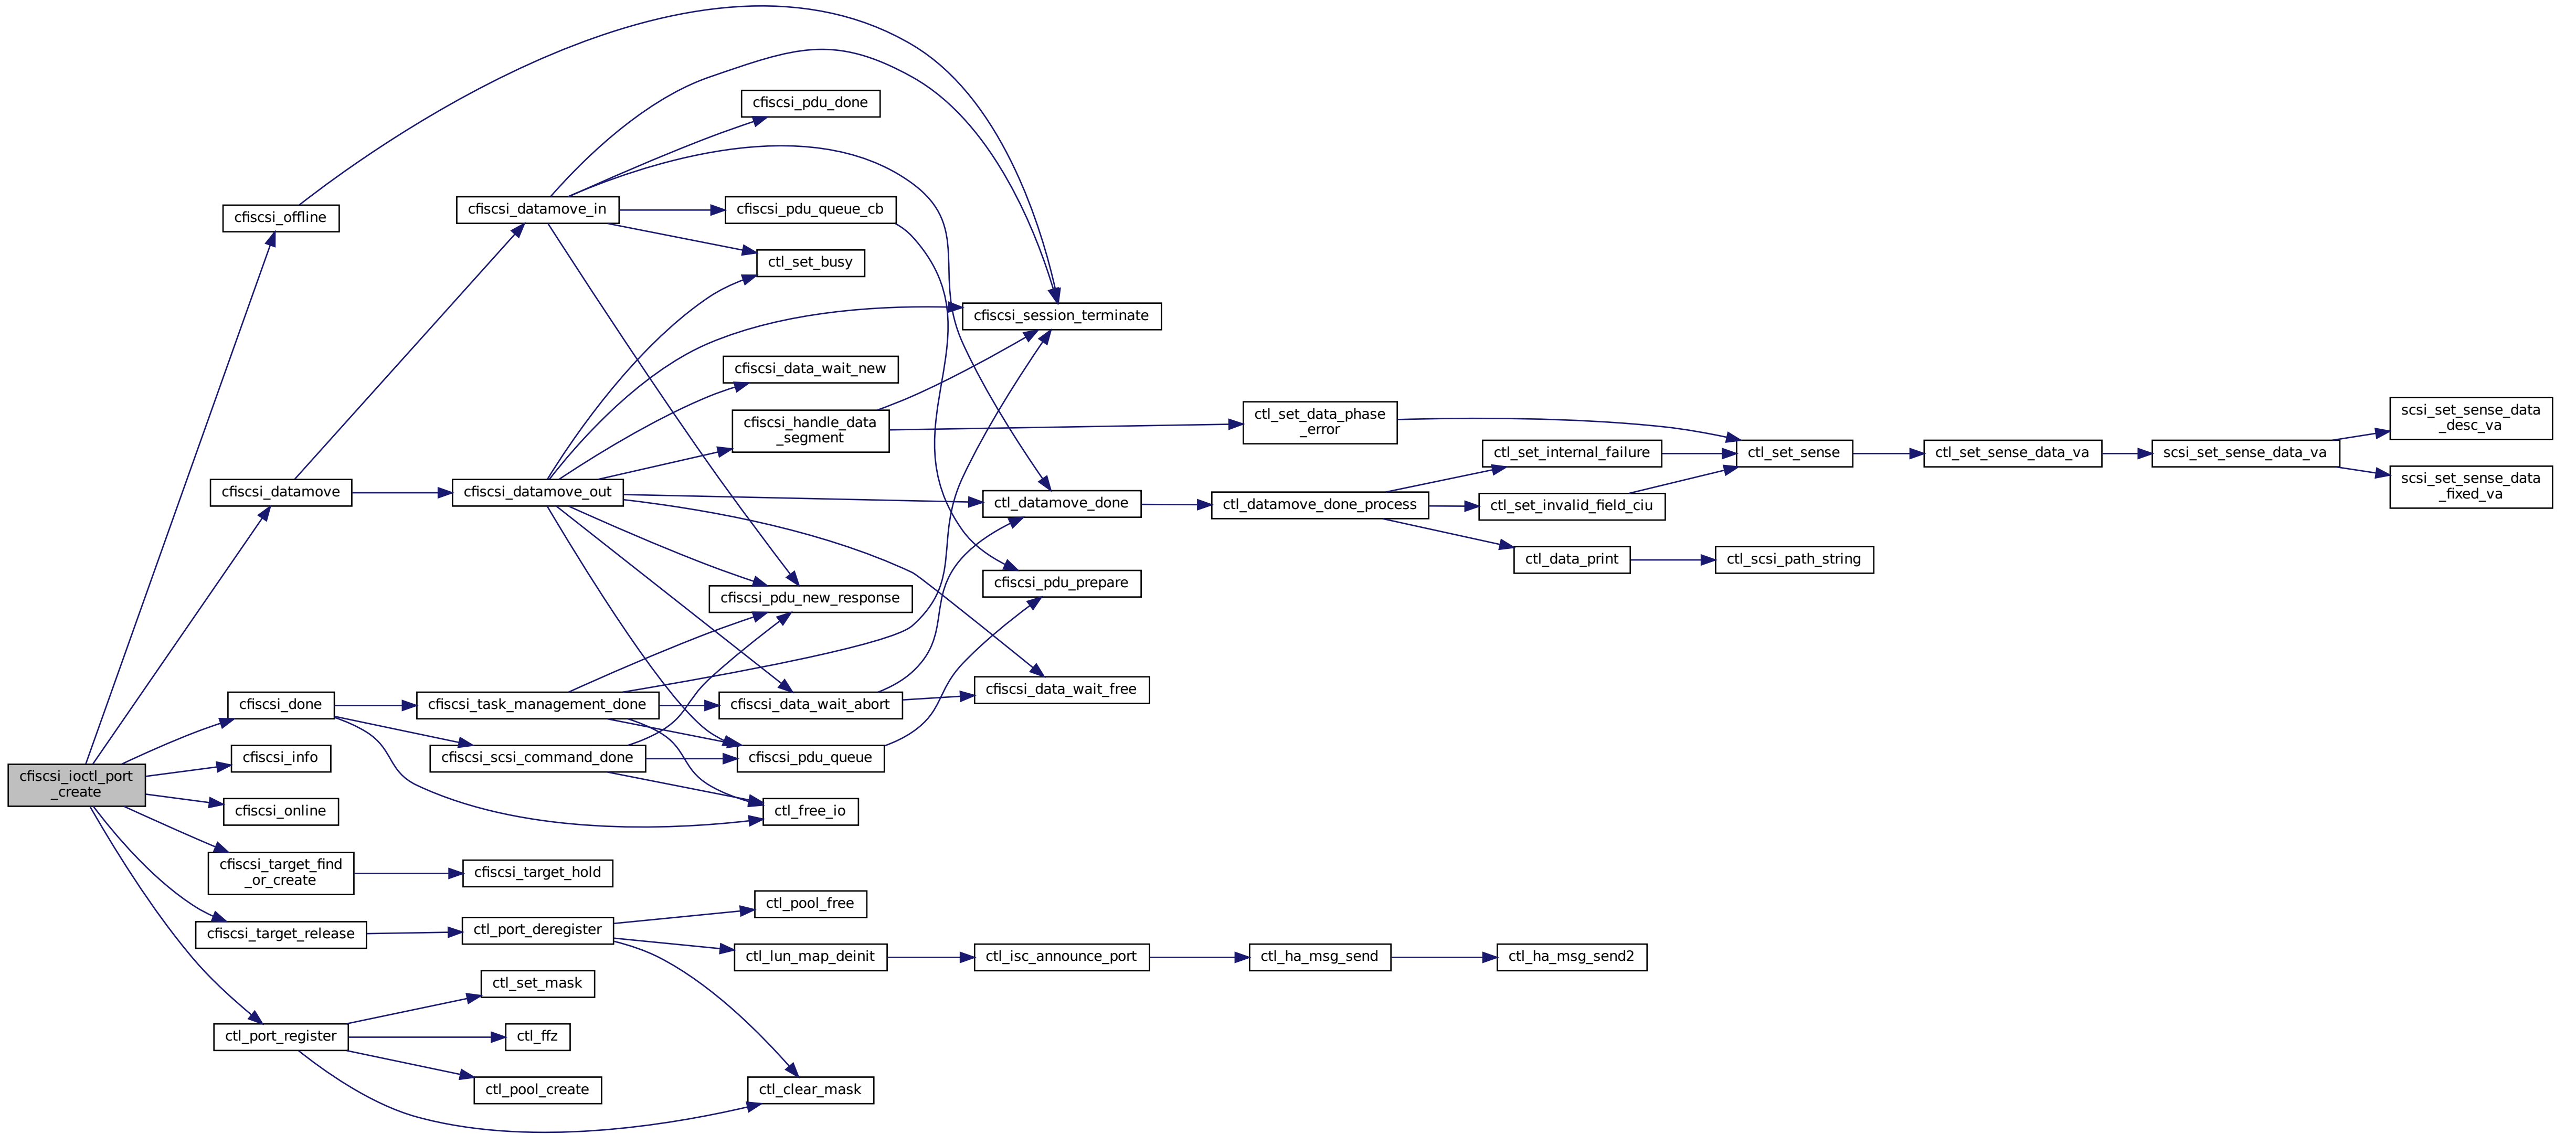 cfiscsi_ioctl_port
_create
cfiscsi_offline
cfiscsi_datamove
cfiscsi_done
cfiscsi_info
cfiscsi_online
cfiscsi_target_find
_or_create
cfiscsi_target_release
ctl_port_register
cfiscsi_datamove_in
cfiscsi_datamove_out
cfiscsi_task_management_done
cfiscsi_scsi_command_done
cfiscsi_target_hold
ctl_port_deregister
ctl_set_mask
ctl_ffz
ctl_pool_create
cfiscsi_pdu_done
cfiscsi_pdu_queue_cb
ctl_set_busy
cfiscsi_data_wait_new
cfiscsi_handle_data
_segment
cfiscsi_pdu_new_response
cfiscsi_data_wait_abort
cfiscsi_pdu_queue
ctl_free_io
ctl_pool_free
ctl_lun_map_deinit
ctl_clear_mask
cfiscsi_session_terminate
ctl_datamove_done
cfiscsi_pdu_prepare
cfiscsi_data_wait_free
ctl_isc_announce_port
ctl_set_data_phase
_error
ctl_datamove_done_process
ctl_ha_msg_send
ctl_set_internal_failure
ctl_set_invalid_field_ciu
ctl_data_print
ctl_ha_msg_send2
ctl_set_sense
ctl_scsi_path_string
ctl_set_sense_data_va
scsi_set_sense_data_va
scsi_set_sense_data
_desc_va
scsi_set_sense_data
_fixed_va